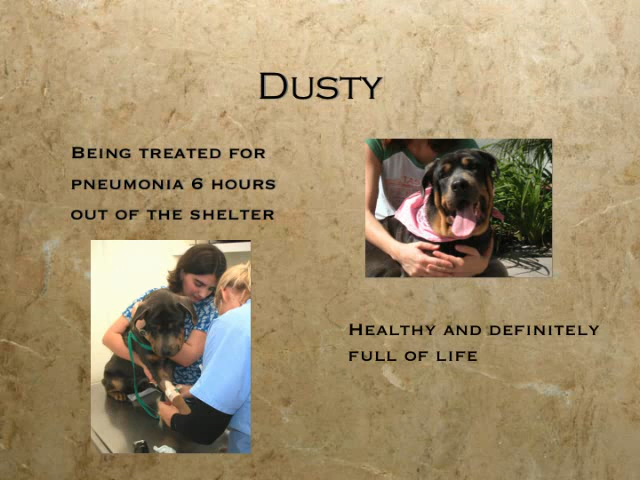 Dusty
Being treated for
pneumonia 6 hours
out of the shelter
Healthy and definitely
full of life